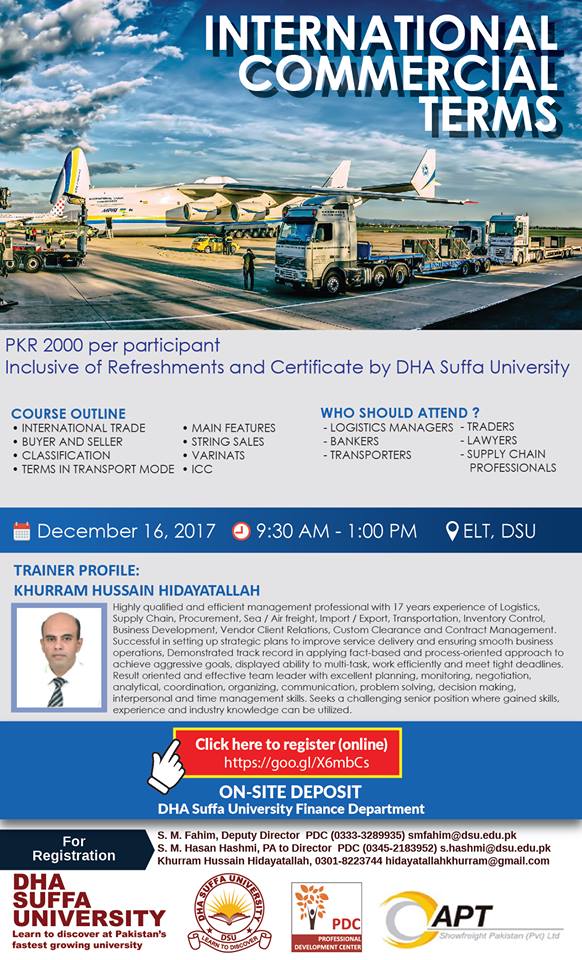 INTERNATIONAL
COMMERCIAL
TERMS
PKR 2000 per participant
Inclusive of Refreshments and Certificate by DHA Suffa University
COURSE OUTLINE
• INTERNATIONAL TRADE
• BUYER AND SELLER
• CLASSIFICATION
• TERMS IN TRANSPORT MODE
• MAIN FEATURES
• STRING SALES
• VARINATS
• ICC
WHO SHOULD ATTEND ?
- LOGISTICS MANAGERS
- BANKERS
- TRANSPORTERS
- TRADERS
- LAWYERS
- SUPPLY CHAIN
PROFESSIONALS
December 16, 2017 9:30 AM - 1:00 PM ELT, DSU
TRAINER PROFILE:
KHURRAM HUSSAIN HIDAYATALLAH
Highly qualified and efficient management professional with 17 years experience of Logistics,
Supply Chain, Procurement, Sea / Air freight, Import / Export, Transportation, Inventory Control,
Business Development, Vendor Client Relations, Custom Clearance and Contract Management.
Successful in setting up strategic plans to improve service delivery and ensuring smooth business
operations, Demonstrated track record in applying fact-based and process-oriented approach to
achieve aggressive goals, displayed ability to multi-task, work efficiently and meet tight deadlines.
Result oriented and effective team leader with excellent planning, monitoring, negotiation,
analytical, coordination, organizing, communication, problem solving, decision making,
interpersonal and time management skills. Seeks a challenging senior position where gained skills,
experience and industry knowledge can be utilized.
Click here to register (online)
https://goo.gl/X6mbCs
ON-SITE DEPOSIT
DHA Suffa University Finance Department
For
Registration
S. M. Fahim, Deputy Director PDC (0333-3289935) smfahim@dsu.edu.pk
S. M. Hasan Hashmi, PA to Director PDC (0345-2183952) s.hashmi@dsu.edu.pk
Khurram Hussain Hidayatallah, 0301-8223744 hidayatallahkhurram@gmail.com
DHA
SUFFA
UNIVERSITY
Learn to discover at Pakistan's
fastest growing university
DHA SUFFA UNIVERSITY
DSU
LEARN TO DISCOVER
PDC
PROFESSIONAL
DEVELOPMENT CENTER
APT
Showfreight Pakistan (Pvt) Ltd